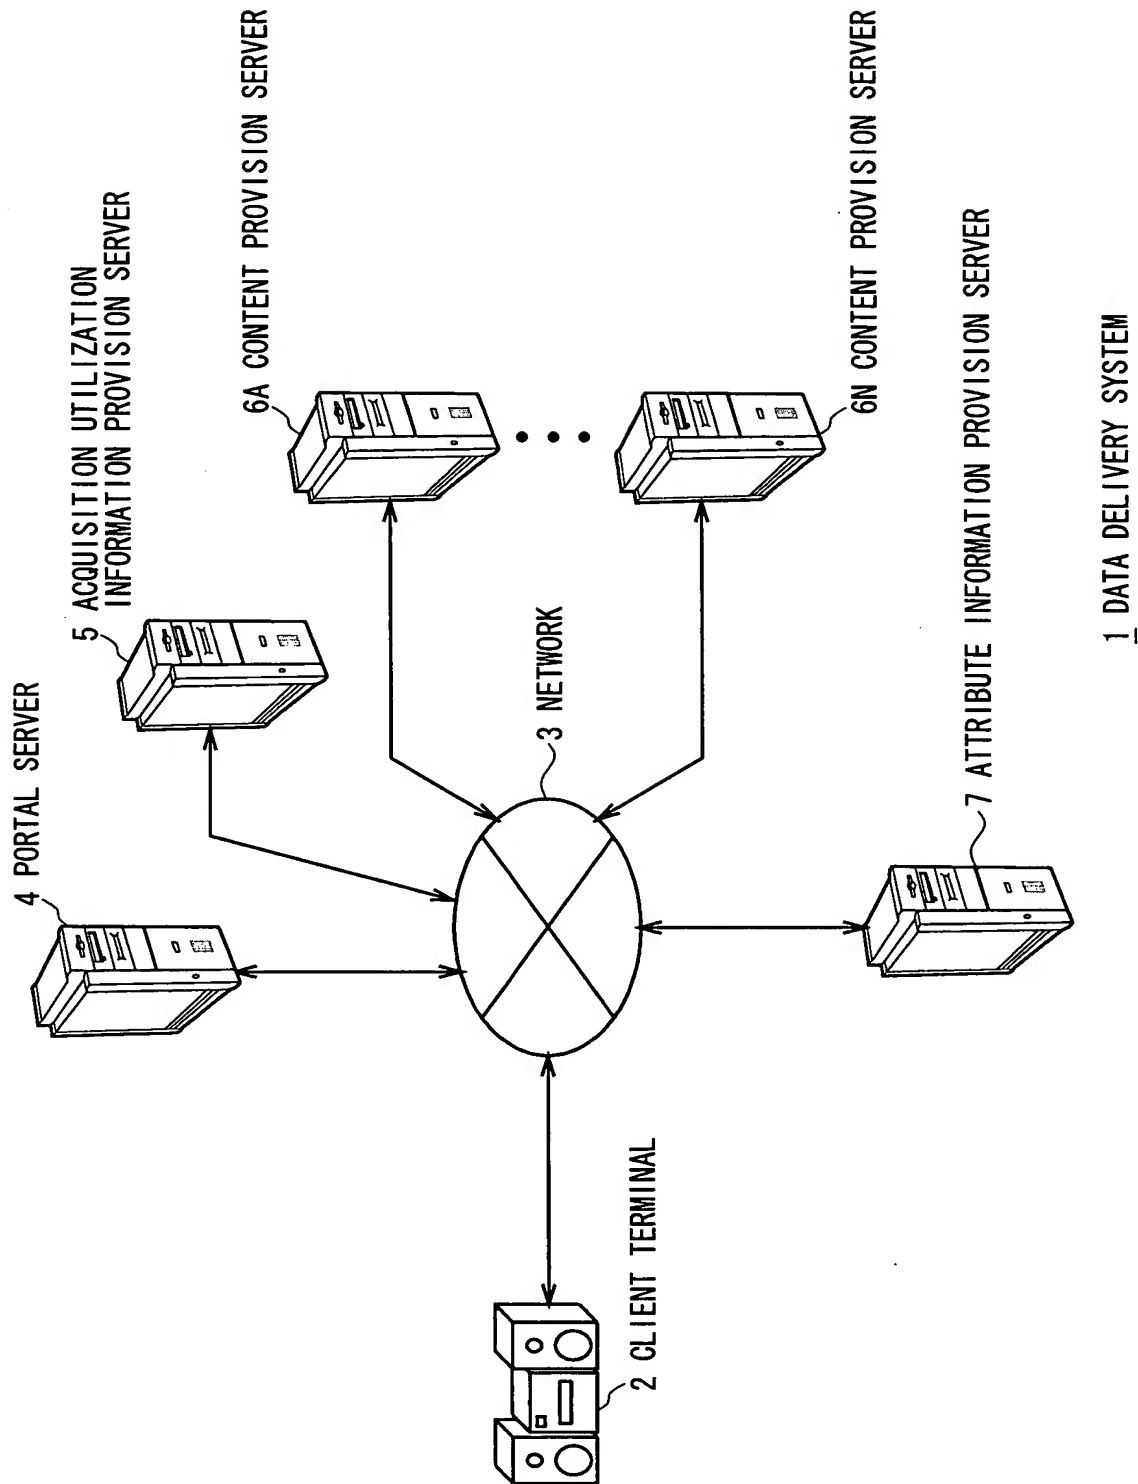 4 PORTAL SERVER
5 ACQUISITION UTILIZATION
INFORMATION PROVISION SERVER
6A CONTENT PROVISION SERVER
3 NETWORK
6N CONTENT PROVISION SERVER
2 CLIENT TERMINAL
7 ATTRIBUTE INFORMATION PROVISION SERVER
1 DATA DELIVERY SYSTEM